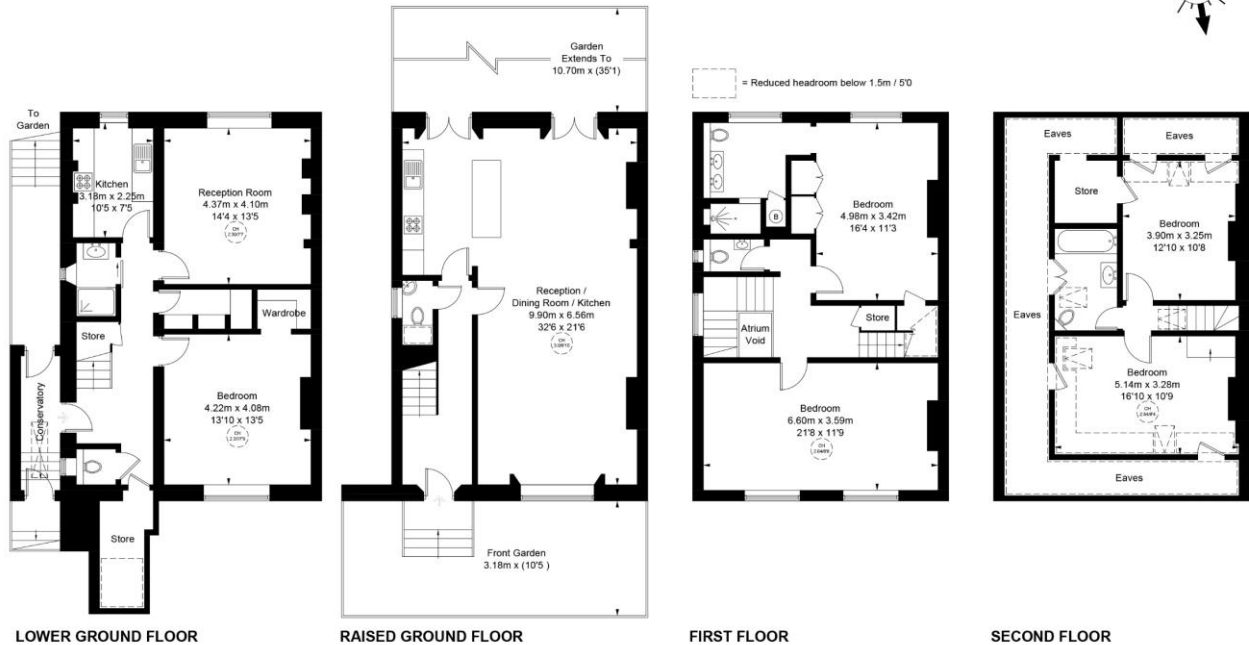 Garden
Extends To
10.70m x (35'1)
= Reduced headroom below 1.5m / 5'0
To
Garden
Kitchen
3.18m x 2.25m
10'5 x 7'5
Reception Room
4.37m x 4.10m
14'4 x 13'5
CH
Store
Wardrobe
Conservatory
Bedroom
4.22m x 4.08m
13'10 x 13'5
CH
Store
LOWER GROUND FLOOR
Reception /
Dining Room / Kitchen
9.90m x 6.56m
32'6 x 21'6
CH
Front Garden
3.18m x (10'5 )
RAISED GROUND FLOOR
B
Bedroom
4.98m x 3.42m
16'4 x 11'3
Store
Atrium
Void
Bedroom
6.60m x 3.59m
21'8 x 11'9
CH
FIRST FLOOR
Eaves
Eaves
Store
Bedroom
3.90m x 3.25m
12'10 x 10'8
Eaves
Bedroom
5.14m x 3.28m
16'10 x 10'9
CH
Eaves
SECOND FLOOR